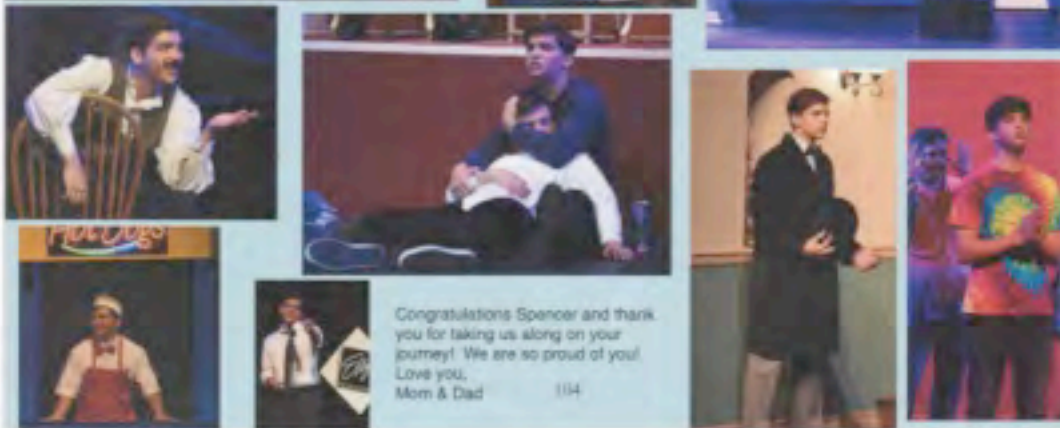 Hot Dogs
Congratulations Spencer and thank
you for taking us along on your
journey! We are so proud of you!
Love you,
Mom & Dad
104